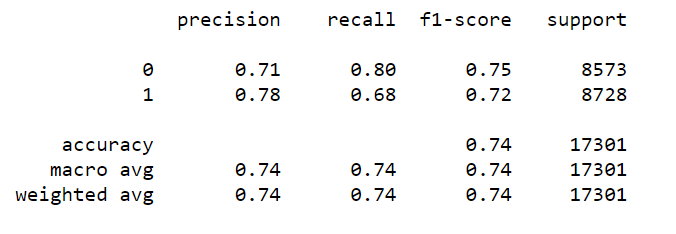 precision recall f1-score support
0 0.71 0.80 0.75 8573
1 0.78 0.68 0.72 8728
accuracy 0.74 17301
macro avg 0.74 0.74 0.74 17301
weighted avg 0.74 0.74 0.74 17301